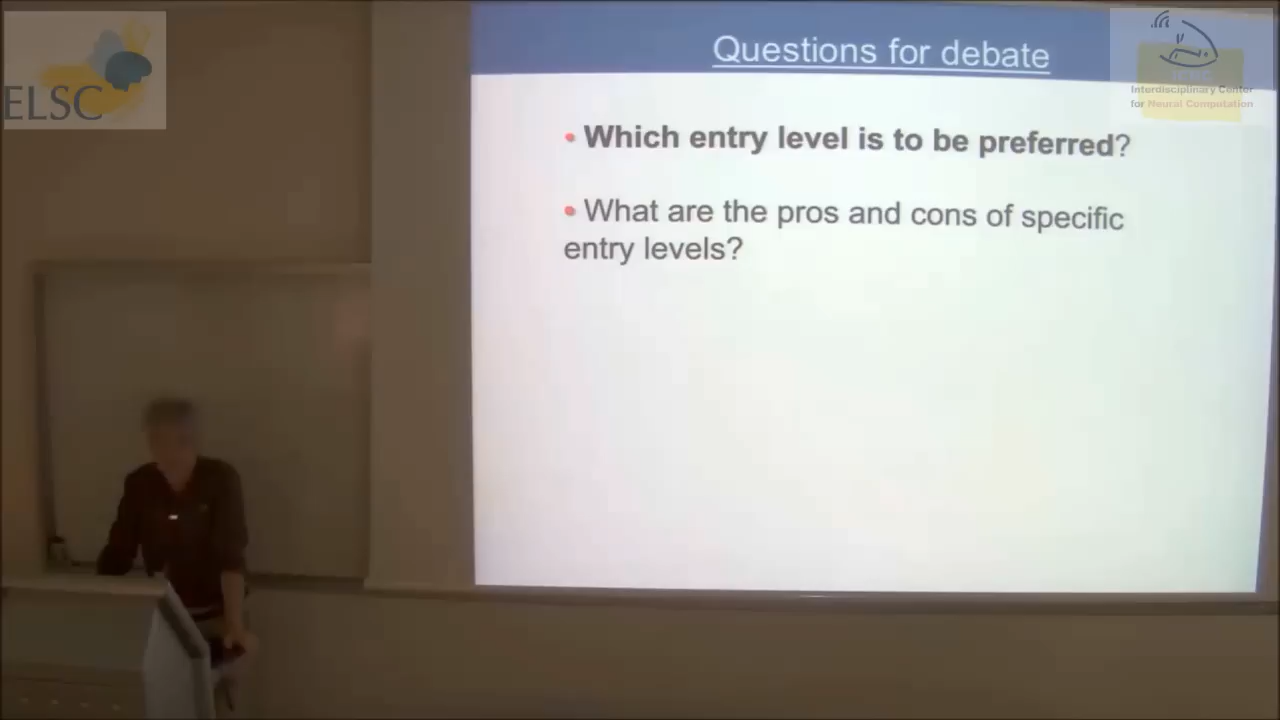 ELSC
Questions for debate
Interdisciplinary Center
for Neural Computation
• Which entry level is to be preferred?
• What are the pros and cons of specific
entry levels?